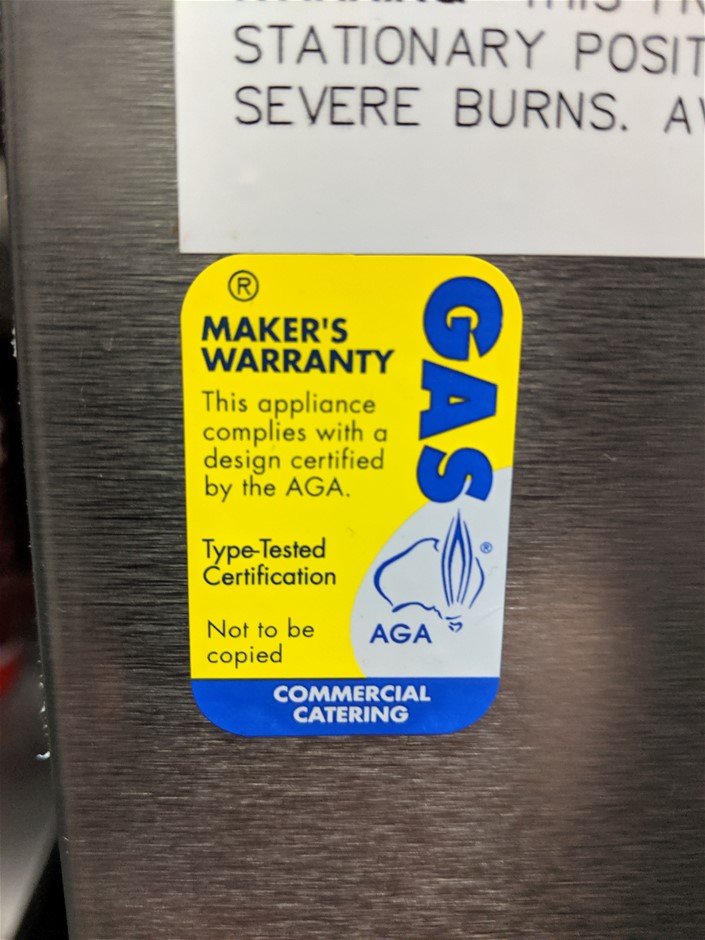 STATIONARY
SEVERE BURNS.
®
MAKER'S
WARRANTY
This appliance
complies with a
design certified
by the AGA.
Type-Tested
Certification
Not to be
copied
GAS
®
AGA
COMMERCIAL
CATERING